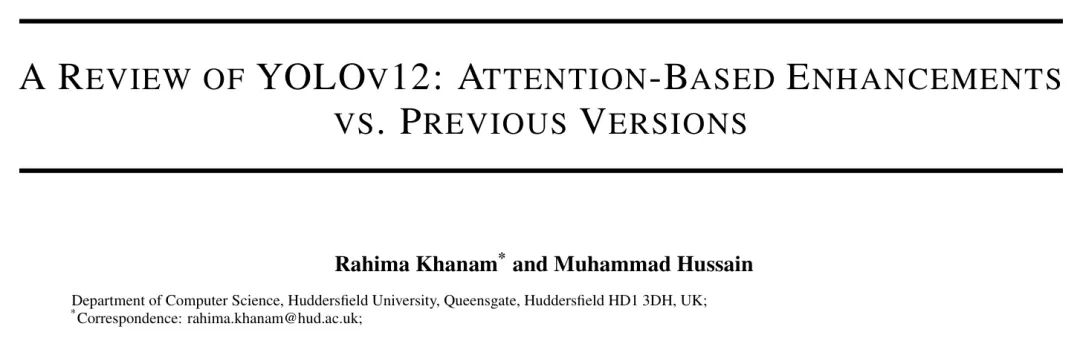 A REVIEW OF YOLOV12: ATTENTION-BASED ENHANCEMENTS
VS. PREVIOUS VERSIONS
Rahima Khanam* and Muhammad Hussain
Department of Computer Science, Huddersfield University, Queensgate, Huddersfield HD1 3DH, UK;
*Correspondence: rahima.khanam@hud.ac.uk;